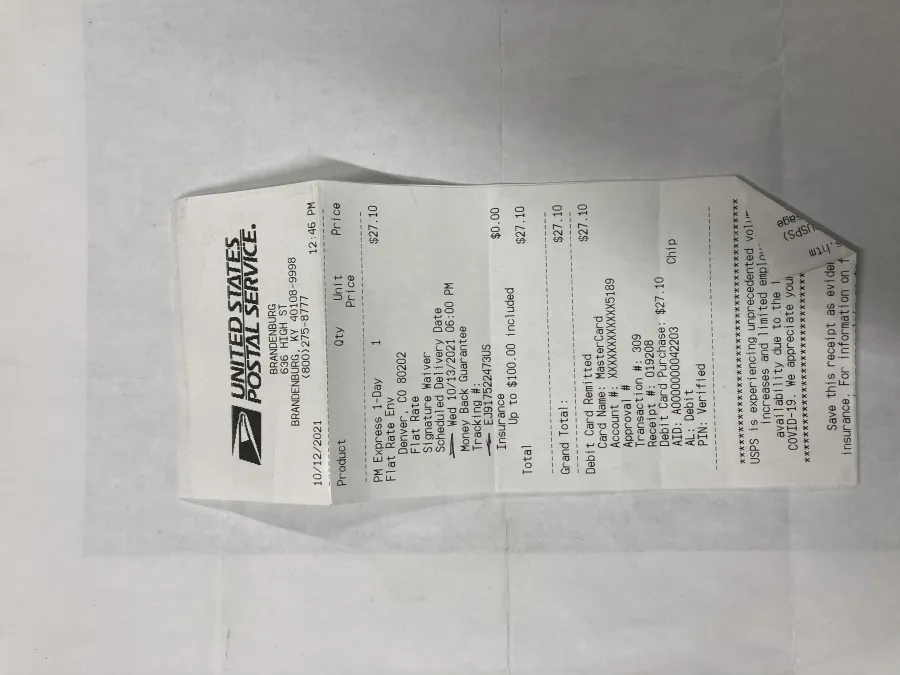 UNITED STATES
POSTAL SERVICE.
BRANDENBURG
636 HIGH ST
BRANDENBURG, KY 40108-9998
(800)275-8777
10/12/2021 12:46 PM
Product Qty Unit Price
Price
PM Express 1-Day 1 $27.10
Flat Rate Env
Denver, CO 80202
Flat Rate
Signature Waiver
Scheduled Delivery Date
Wed 10/13/2021 06:00 PM
Money Back Guarantee
Tracking #:
EJ917522473US
Insurance $0.00
Up to $100.00 included
Total $27.10
Grand Total: $27.10
Debit Card Remitted $27.10
Card Name: MasterCard
Account #: XXXXXXXXXXXX5189
Approval #
Transaction #: 309
Receipt #: 019208
Debit Card Purchase: $27.10
AID: A0000000042203 Chip
AL: Debit
PIN: Verified
USPS is experiencing unprecedented
increases and limited
availability due to the
COVID-19. We appreciate your
Save this receipt as
insurance. For information on
USPS)